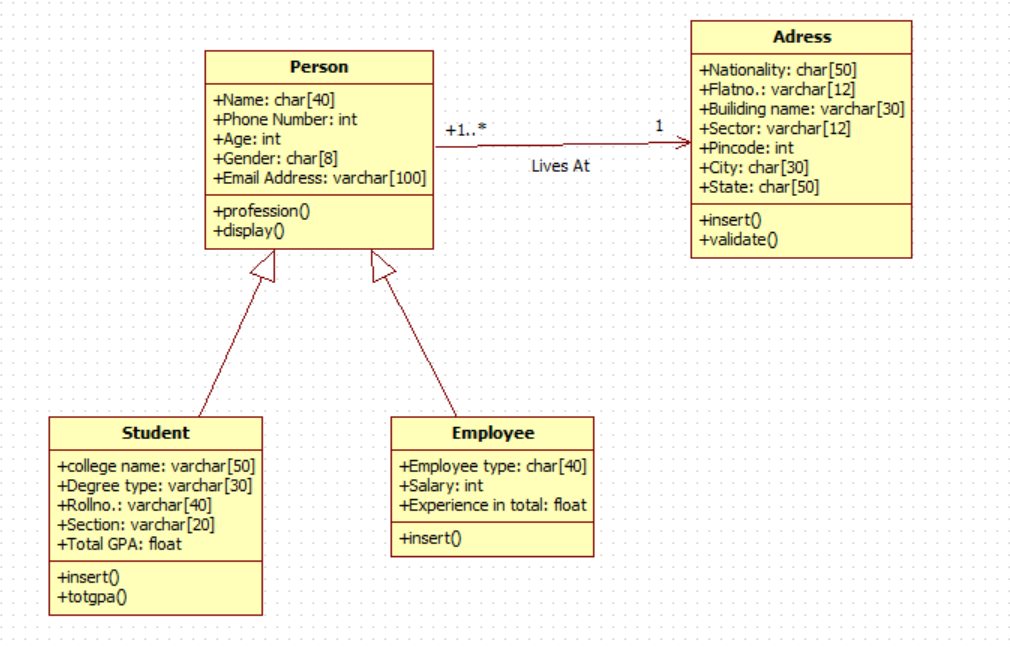 Person
+Name: char[40]
+Phone Number: int
+Age: int
+Gender: char[8]
+Email Address: varchar[100]
+profession()
+display()
+1..*
1
Lives At
Adress
+Nationality: char[50]
+Flatno.: varchar[12]
+Builiding name: varchar[30]
+Sector: varchar[12]
+Pincode: int
+City: char[30]
+State: char[50]
+insert()
+validate()
Student
+college name: varchar[50]
+Degree type: varchar[30]
+Rollno.: varchar[40]
+Section: varchar[20]
+Total GPA: float
+insert()
+totgpa()
Employee
+Employee type: char[40]
+Salary: int
+Experience in total: float
+insert()